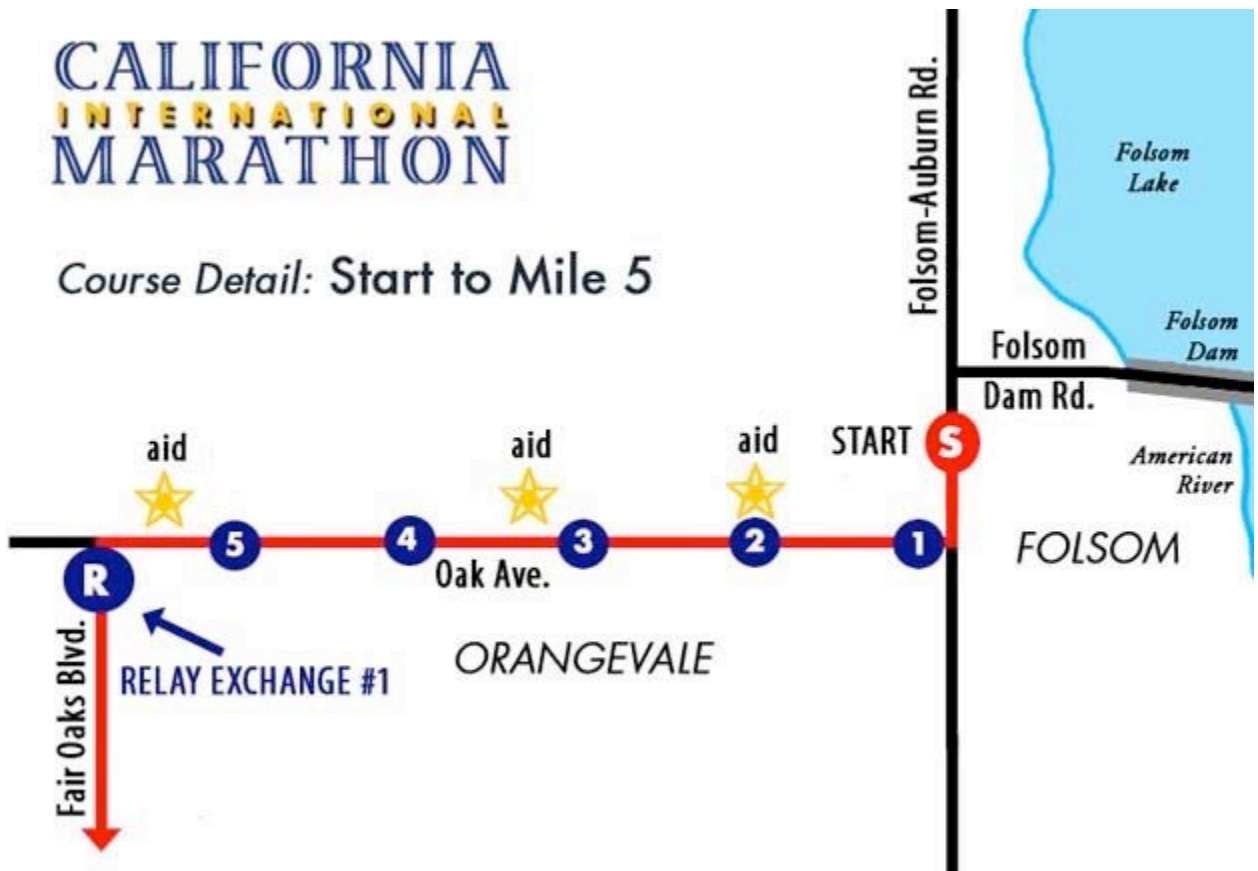 CALIFORNIA
INTERNATIONAL
MARATHON
Course Detail: Start to Mile 5
Folsom-Auburn Rd.
Folsom
Lake
Folsom
Dam
Folsom
Dam Rd.
American
River
START
S
FOLSOM
aid
aid
aid
5
4
3
2
1
Oak Ave.
R
RELAY EXCHANGE #1
ORANGEVALE
Fair Oaks Blvd.